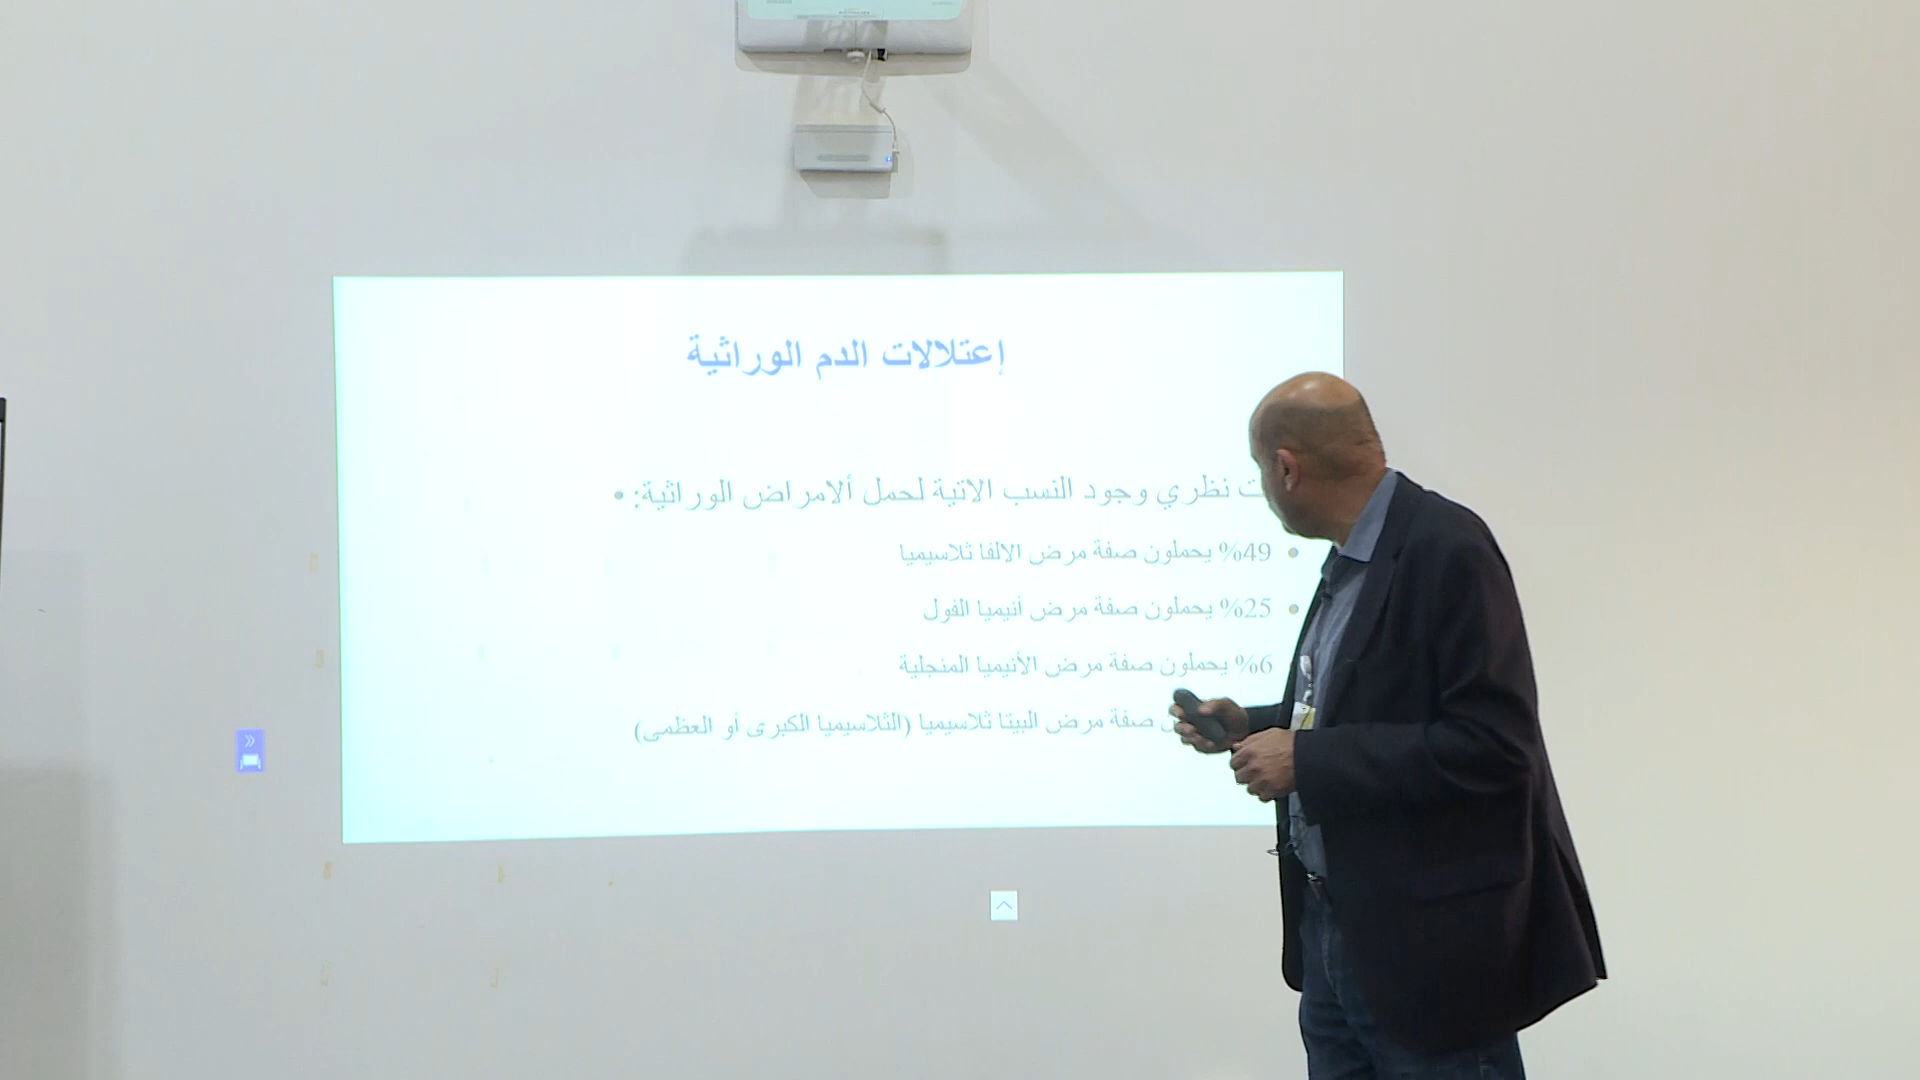 إعتلالات الدم الوراثية
نظري وجود النسب الاتية لحمل ألامراض الوراثية:
• %49 يحملون صفة مرض الالفا ثلاسيميا
• %25 يحملون صفة مرض أنيميا الفول
%6 يحملون صفة مرض الأنيميا المنجلية
صفة مرض البيتا ثلاسيميا (الثلاسيميا الكبرى أو العظمى)